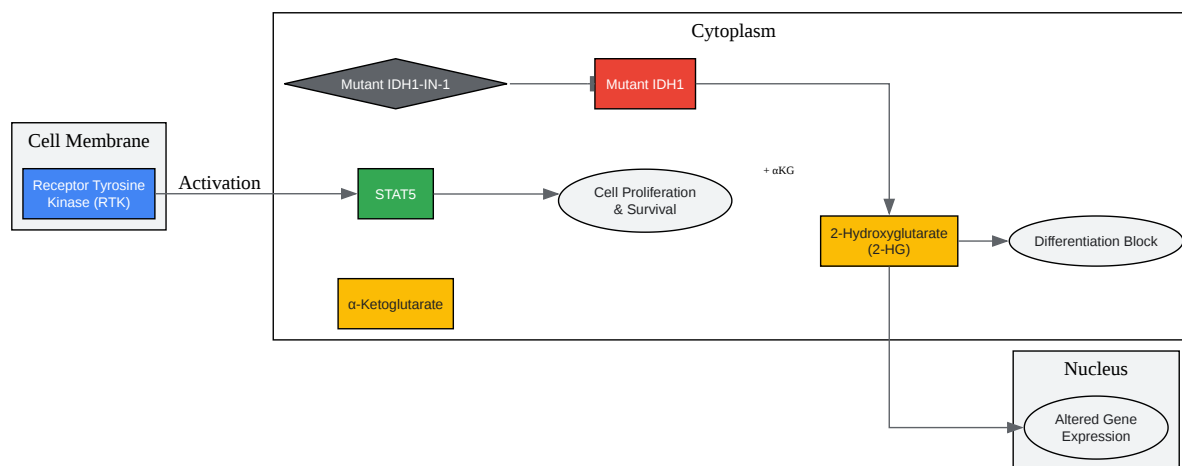 Cytoplasm
Mutant IDH1-IN-1
Mutant IDH1
Cell Membrane
Receptor Tyrosine
Kinase (RTK)
Activation
STAT5
Cell Proliferation
& Survival
+ αKG
2-Hydroxyglutarate
(2-HG)
Differentiation Block
α-Ketoglutarate
Nucleus
Altered Gene
Expression